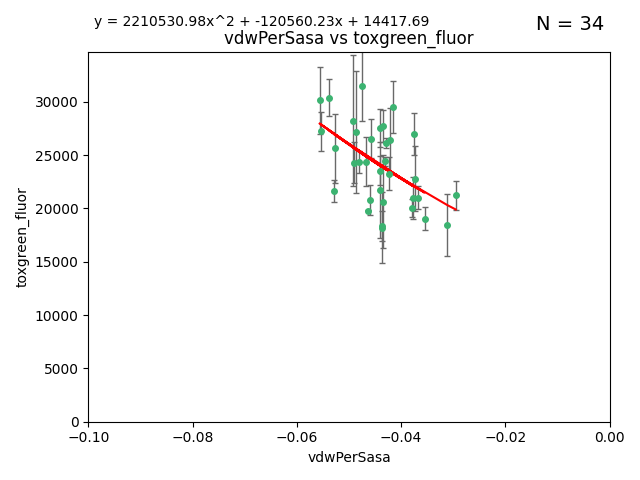 y = 2210530.98x^2 + -120560.23x + 14417.69
N = 34
vdwPerSasa vs toxgreen_fluor
30000
25000
20000
15000
10000
5000
0
toxgreen_fluor
−0.10
−0.08
−0.06
−0.04
−0.02
0.00
vdwPerSasa